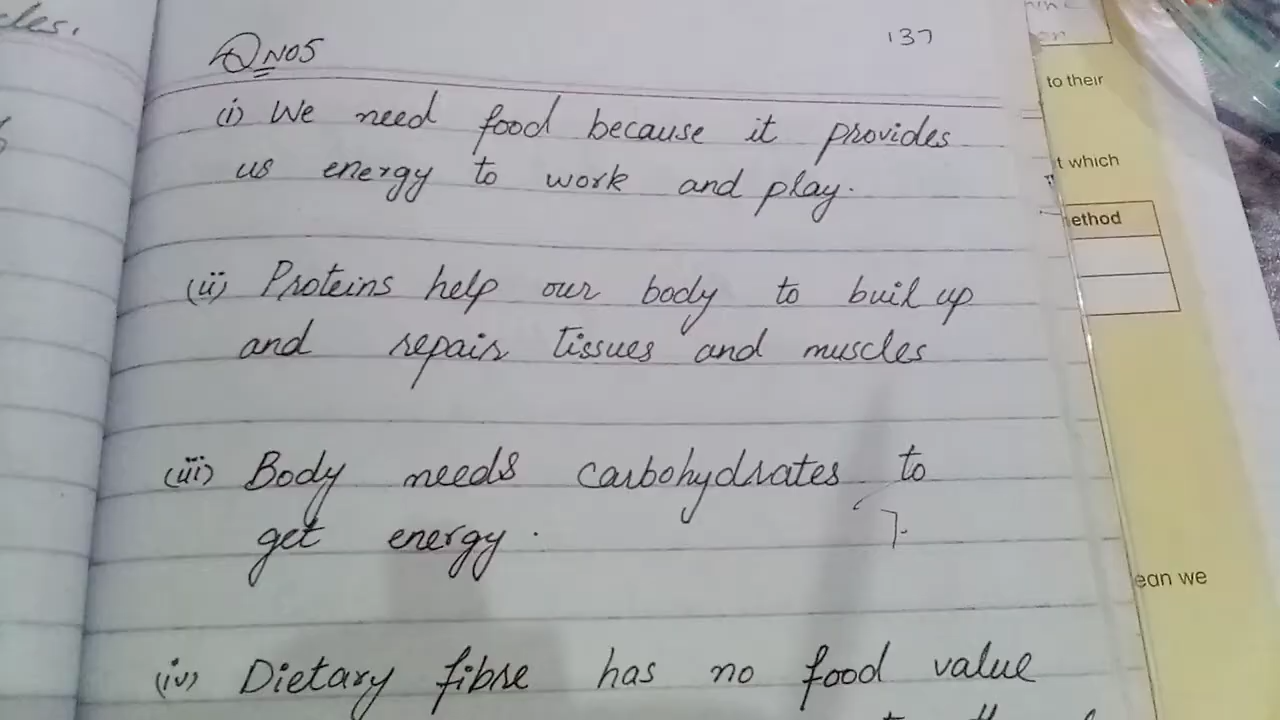 cles.
QNO5
137
(i) We need food because it provides
us energy to work and play.
(ii) Proteins help our body to buil up
and repair tissues and muscles
(iii) Body needs carbohydrates to
get energy.
(iv) Dietary fibre has no food value
to their
t which
ethod
ean we